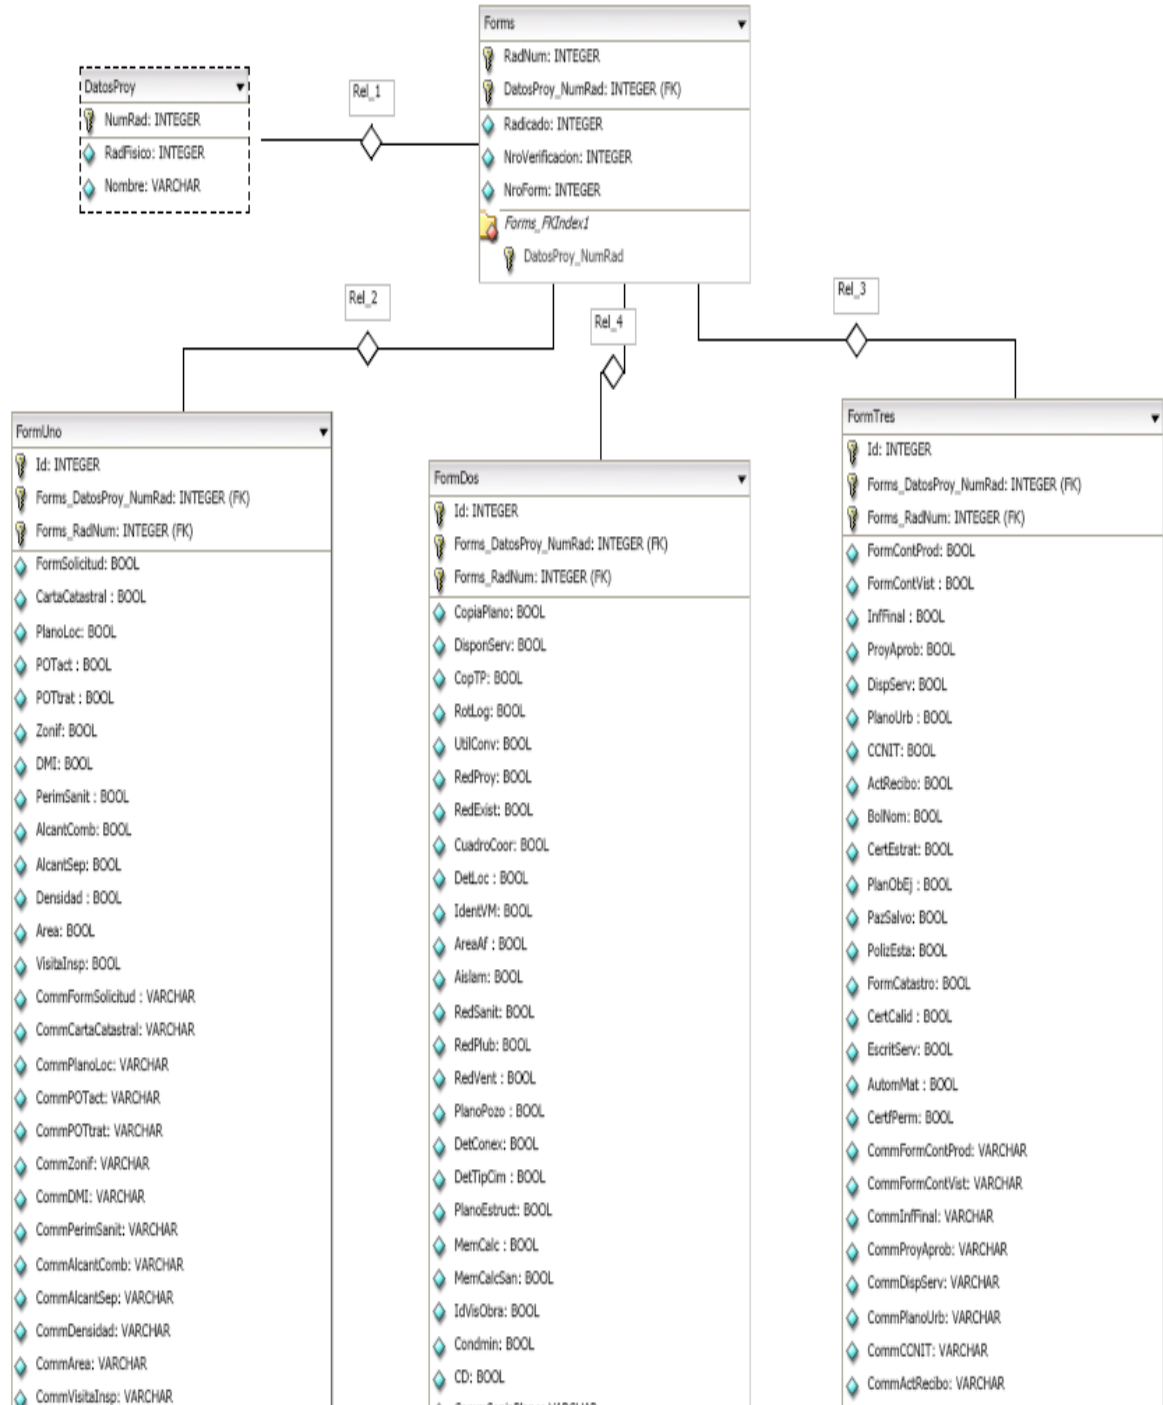 Forms
RadNum: INTEGER
DatosProy_NumRad: INTEGER (FK)
Radicado: INTEGER
NroVerificacion: INTEGER
NroForm: INTEGER
Forms_FKIndex1
DatosProy_NumRad
DatosProy
NumRad: INTEGER
RadFisico: INTEGER
Nombre: VARCHAR
Rel_1
Rel_2
Rel_4
Rel_3
FormUno
Id: INTEGER
Forms_DatosProy_NumRad: INTEGER (FK)
Forms_RadNum: INTEGER (FK)
FormSolicitud: BOOL
CartaCatastral : BOOL
PlanoLoc: BOOL
POTact : BOOL
POTtrat : BOOL
Zonif: BOOL
DMI: BOOL
PerimSanit : BOOL
AlcantComb: BOOL
AlcantSep: BOOL
Densidad : BOOL
Area: BOOL
VisitaInsp: BOOL
CommFormSolicitud : VARCHAR
CommCartaCatastral: VARCHAR
CommPlanoLoc: VARCHAR
CommPOTact: VARCHAR
CommPOTtrat: VARCHAR
CommZonif: VARCHAR
CommDMI: VARCHAR
CommPerimSanit: VARCHAR
CommAlcantComb: VARCHAR
CommAlcantSep: VARCHAR
CommDensidad: VARCHAR
CommArea: VARCHAR
CommVisitaInsp: VARCHAR
FormDos
Id: INTEGER
Forms_DatosProy_NumRad: INTEGER (FK)
Forms_RadNum: INTEGER (FK)
CopiaPlano: BOOL
DisponServ: BOOL
CopTP: BOOL
RotLog: BOOL
UtilConv: BOOL
RedProy: BOOL
RedExist: BOOL
CuadroCoor: BOOL
DetLoc : BOOL
IdentVM: BOOL
AreaAf : BOOL
Aislam: BOOL
RedSanit: BOOL
RedPlub: BOOL
RedVent : BOOL
PlanoPozo : BOOL
DetConex: BOOL
DetTipCim : BOOL
PlanoEstruct: BOOL
MemCalc : BOOL
MemCalcSan: BOOL
IdVisObra: BOOL
Condmin: BOOL
CD: BOOL
FormTres
Id: INTEGER
Forms_DatosProy_NumRad: INTEGER (FK)
Forms_RadNum: INTEGER (FK)
FormContProd: BOOL
FormContVist : BOOL
InfFinal : BOOL
ProyAprob: BOOL
DispServ: BOOL
PlanoUrb : BOOL
CCNIT: BOOL
ActRecibo: BOOL
BolNom: BOOL
CertEstrat: BOOL
PlanObEj : BOOL
PazSalvo: BOOL
PolizEsta: BOOL
FormCatastro: BOOL
CertCalid : BOOL
EscritServ: BOOL
AutomMat : BOOL
CertfPerm: BOOL
CommFormContProd: VARCHAR
CommFormContVist: VARCHAR
CommInfFinal: VARCHAR
CommProyAprob: VARCHAR
CommDispServ: VARCHAR
CommPlanoUrb: VARCHAR
CommCCNIT: VARCHAR
CommActRecibo: VARCHAR